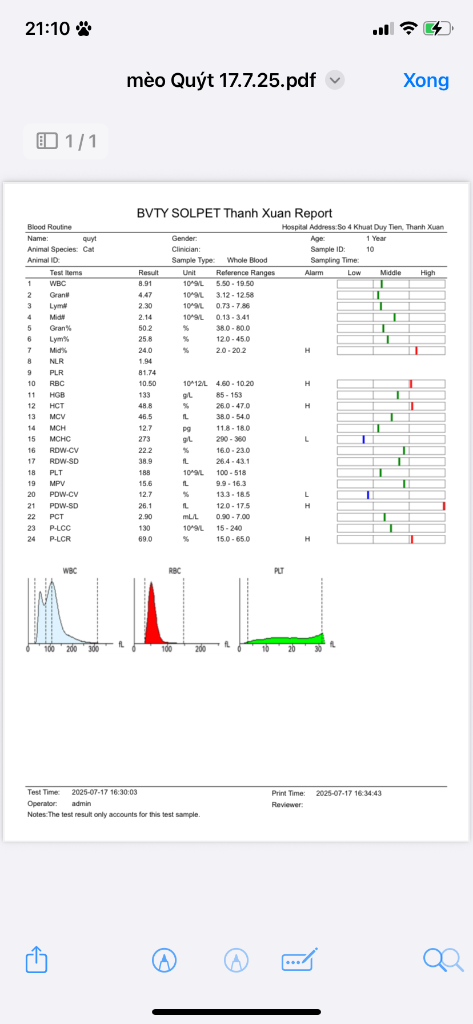 21:10
mèo Quýt 17.7.25.pdf
Xong
1/1
BVTY SOLPET Thanh Xuan Report
Blood Routine Hospital Address:So 4 Khuat Duy Tien, Thanh Xuan
Name: quyt Gender: Age: 1 Year
Animal Species: Cat Clinician: Sample ID: 10
Animal ID: Sample Type: Whole Blood Sampling Time:
Test Items Result Unit Reference Ranges Alarm Low Middle High
1 WBC 8.91 10^9/L 5.50 - 19.50
2 Gran# 4.47 10^9/L 3.12 - 12.58
3 Lym# 2.30 10^9/L 0.73 - 7.86
4 Mid# 2.14 10^9/L 0.13 - 3.41
5 Gran% 50.2 % 38.0 - 80.0
6 Lym% 25.8 % 12.0 - 45.0
7 Mid% 24.0 % 2.0 - 20.2 H
8 NLR 1.94
9 PLR 81.74
10 RBC 10.50 10^12/L 4.60 - 10.20 H
11 HGB 133 g/L 85 - 153
12 HCT 48.8 % 26.0 - 47.0 H
13 MCV 46.5 fL 38.0 - 54.0
14 MCH 12.7 pg 11.8 - 18.0
15 MCHC 273 g/L 290 - 360 L
16 RDW-CV 22.2 % 16.0 - 23.0
17 RDW-SD 38.9 fL 26.4 - 43.1
18 PLT 188 10^9/L 100 - 518
19 MPV 15.6 fL 9.9 - 16.3
20 PDW-CV 12.7 % 13.3 - 18.5 L
21 PDW-SD 26.1 fL 12.0 - 17.5 H
22 PCT 2.90 mL/L 0.90 - 7.00
23 P-LCC 130 10^9/L 15 - 240
24 P-LCR 69.0 % 15.0 - 65.0 H
WBC RBC PLT
0 100 200 300 fL 0 100 200 fL 0 10 20 30 fL
Test Time: 2025-07-17 16:30:03 Print Time: 2025-07-17 16:34:43
Operator: admin Reviewer:
Notes:The test result only accounts for this test sample.